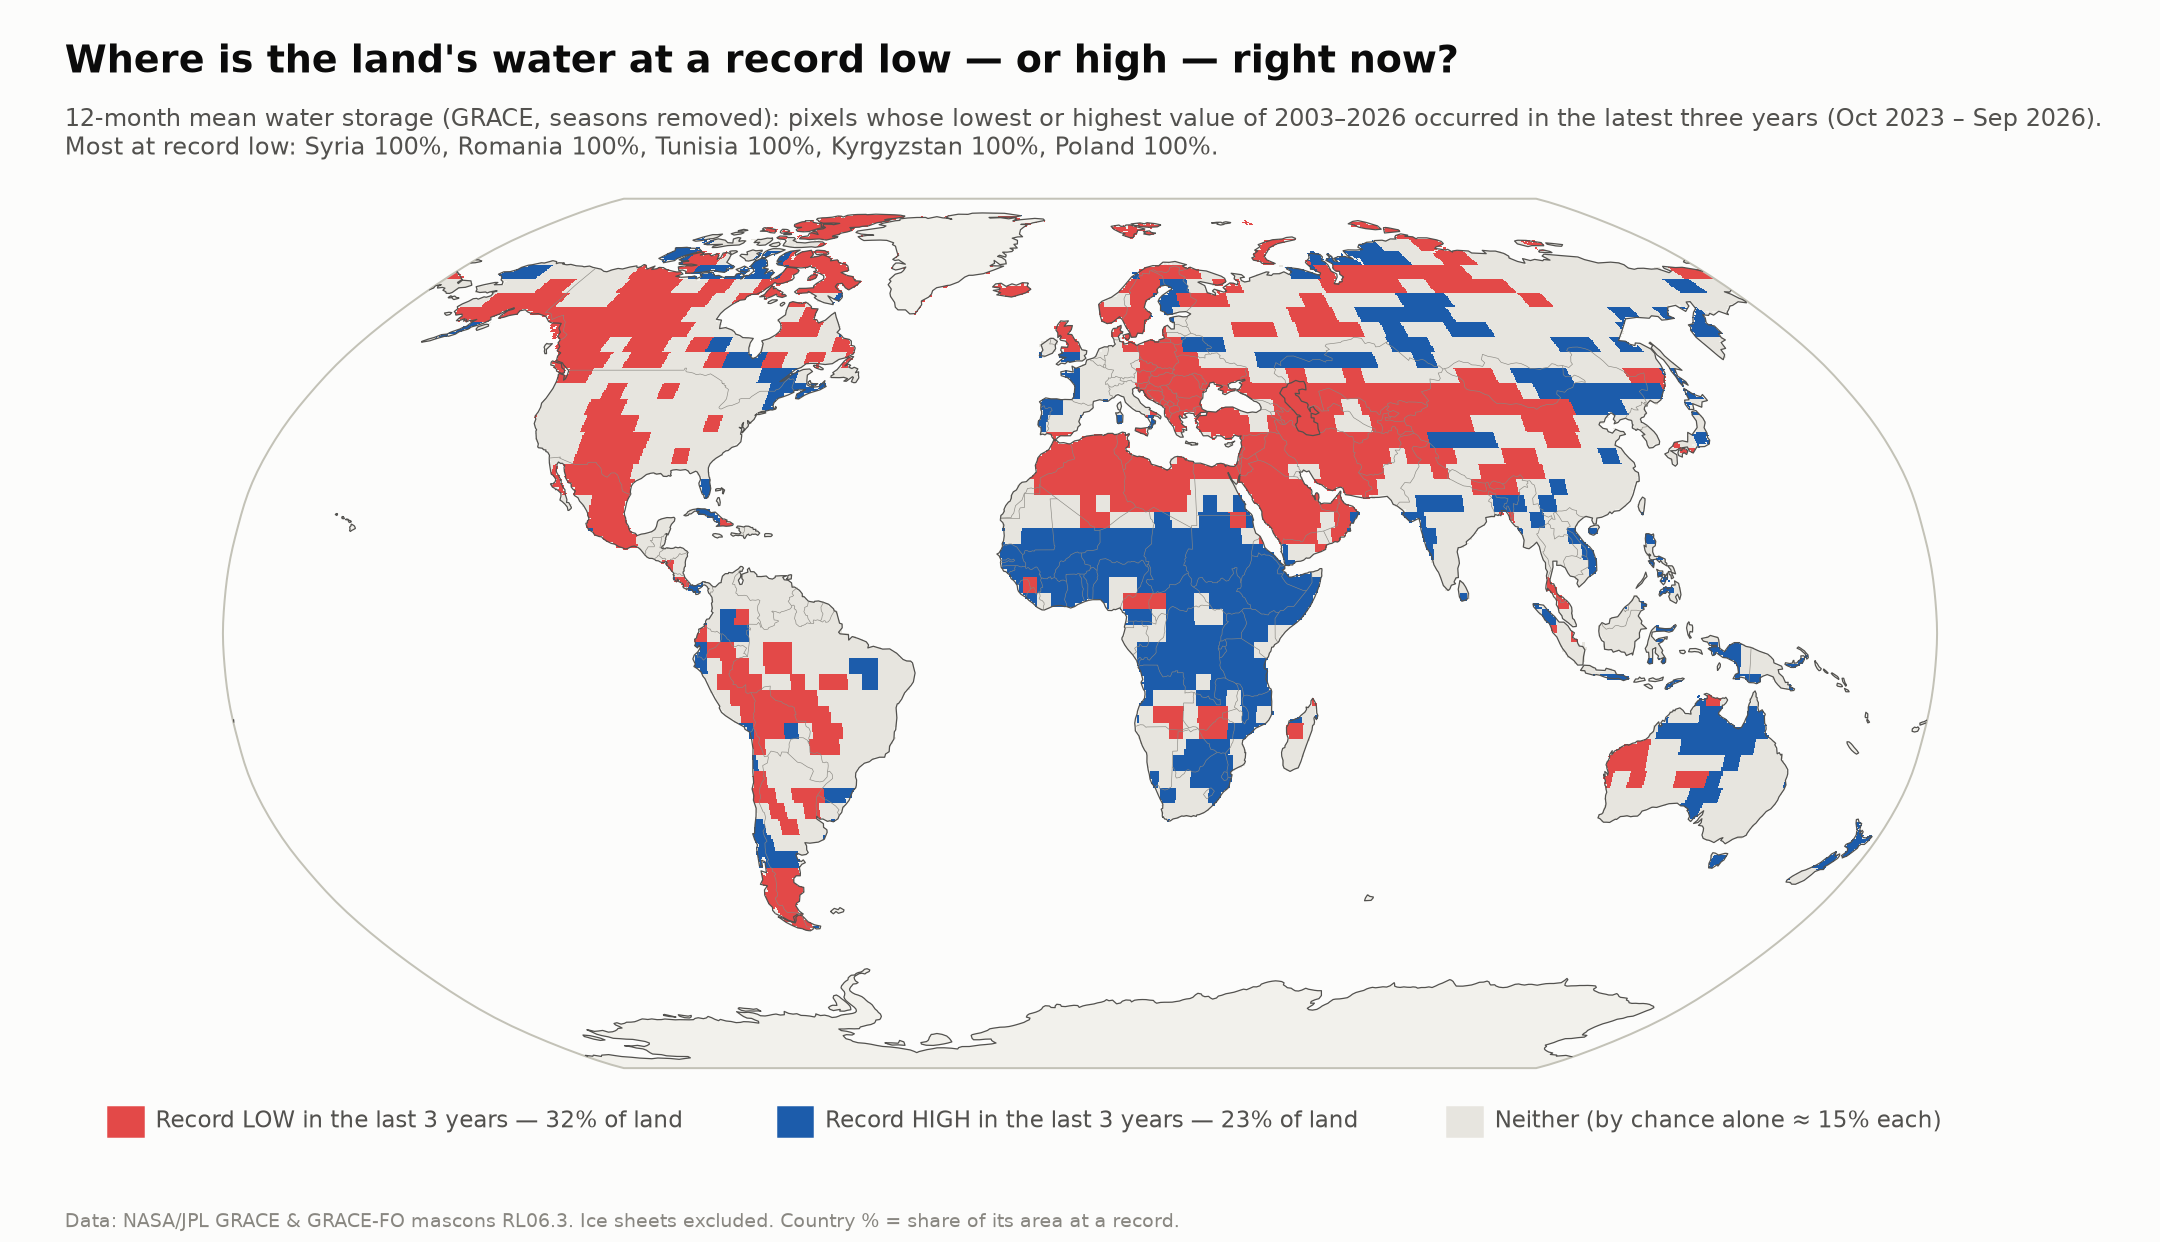 Where is the land's water at a record low — or high — right now?
12-month mean water storage (GRACE, seasons removed): pixels whose lowest or highest value of 2003–2026 occurred in the latest three years (Oct 2023 – Sep 2026).
Most at record low: Syria 100%, Romania 100%, Tunisia 100%, Kyrgyzstan 100%, Poland 100%.
Record LOW in the last 3 years — 32% of land
Record HIGH in the last 3 years — 23% of land
Neither (by chance alone ≈ 15% each)
Data: NASA/JPL GRACE & GRACE-FO mascons RL06.3. Ice sheets excluded. Country % = share of its area at a record.